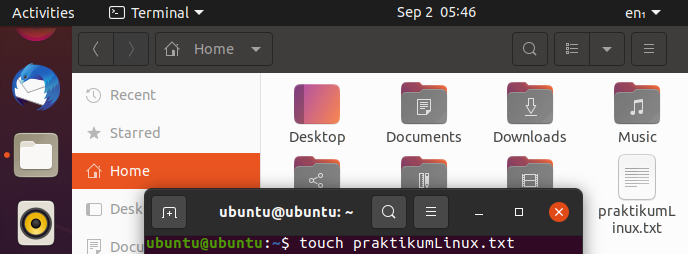 Activities Terminal Sep 2 05:46 en₁
Home
Recent
Starred
Home
Desktop Documents Downloads Music
praktikumL
inux.txt
Desk
Docu
ubuntu@ubuntu: ~
ubuntu@ubuntu:~$ touch praktikumLinux.txt